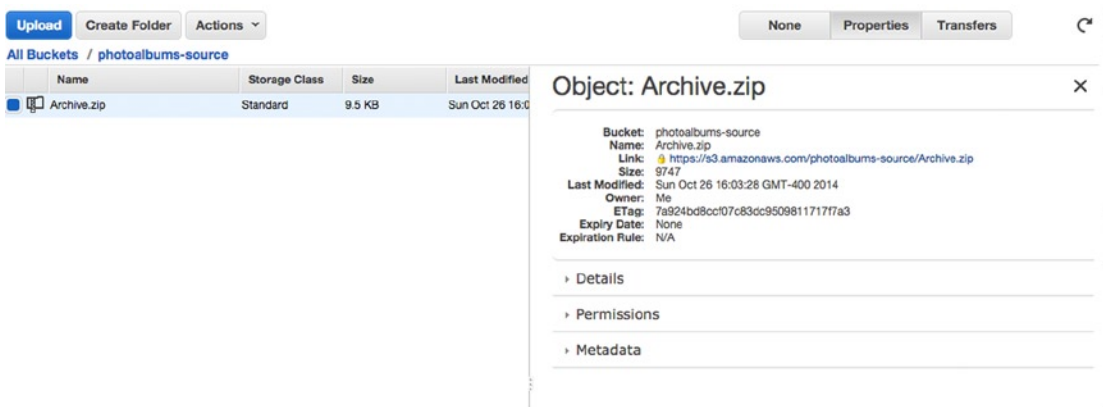 Upload Create Folder Actions None Properties Transfers
All Buckets / photoalbums-source
Name Storage Class Size Last Modified
Archive.zip Standard 9.5 KB Sun Oct 26 16:0
Object: Archive.zip
Bucket: photoalbums-source
Name: Archive.zip
Link: https://s3.amazonaws.com/photoalbums-source/Archive.zip
Size: 9747
Last Modified: Sun Oct 26 16:03:28 GMT-400 2014
Owner: Me
ETag: 7a924bd8ccf07c83dc9509811717f7a3
Expiry Date: None
Expiration Rule: N/A
Details
Permissions
Metadata